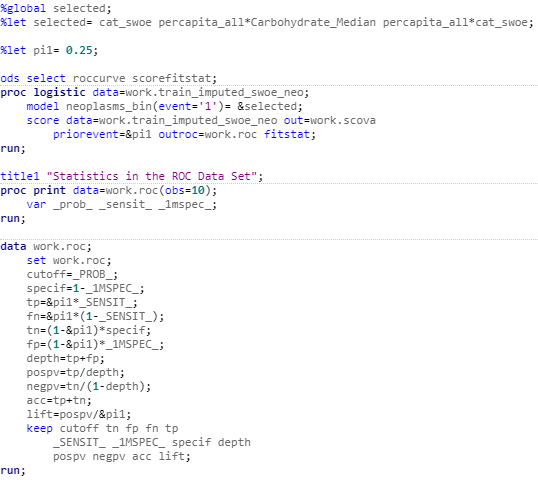 %global selected;
%let selected= cat_swoe percapita_all*Carbohydrate_Median percapita_all*cat_swoe;
%let pi1= 0.25;
ods select roccurve scorefitstat;
proc logistic data=work.train_imputed_swoe_neo;
model neoplasms_bin(event='1')= &selected;
score data=work.train_imputed_swoe_neo out=work.scova
priorevent=&pi1 outroc=work.roc fitstat;
run;
title1 "Statistics in the ROC Data Set";
proc print data=work.roc(obs=10);
var _prob_ _sensit_ _1mspec_;
run;
data work.roc;
set work.roc;
cutoff=_PROB_;
specif=1-_1MSPEC_;
tp=&pi1*_SENSIT_;
fn=&pi1*(1-_SENSIT_);
tn=(1-&pi1)*specif;
fp=(1-&pi1)*_1MSPEC_;
depth=tp+fp;
pospv=tp/depth;
negpv=tn/(1-depth);
acc=tp+tn;
lift=pospv/&pi1;
keep cutoff tn fp fn tp
_SENSIT_ _1MSPEC_ specif depth
pospv negpv acc lift;
run;